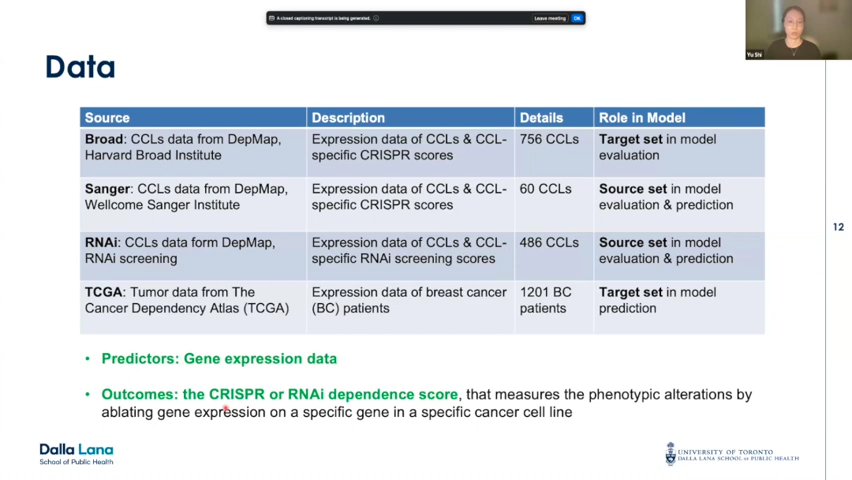 A closed captioning transcript is being generated.
Leave meeting
OK
Yu Shi
Data
Source Description Details Role in Model
Broad: CCLs data from DepMap, Harvard Broad Institute
Expression data of CCLs & CCL-specific CRISPR scores
756 CCLs
Target set in model evaluation
Sanger: CCLs data from DepMap, Wellcome Sanger Institute
Expression data of CCLs & CCL-specific CRISPR scores
60 CCLs
Source set in model evaluation & prediction
RNAi: CCLs data form DepMap, RNAi screening
Expression data of CCLs & CCL-specific RNAi screening scores
486 CCLs
Source set in model evaluation & prediction
TCGA: Tumor data from The Cancer Dependency Atlas (TCGA)
Expression data of breast cancer (BC) patients
1201 BC patients
Target set in model prediction
12
• Predictors: Gene expression data
• Outcomes: the CRISPR or RNAi dependence score, that measures the phenotypic alterations by
ablating gene expression on a specific gene in a specific cancer cell line
Dalla Lana
School of Public Health
UNIVERSITY OF TORONTO
DALLA LANA SCHOOL OF PUBLIC HEALTH